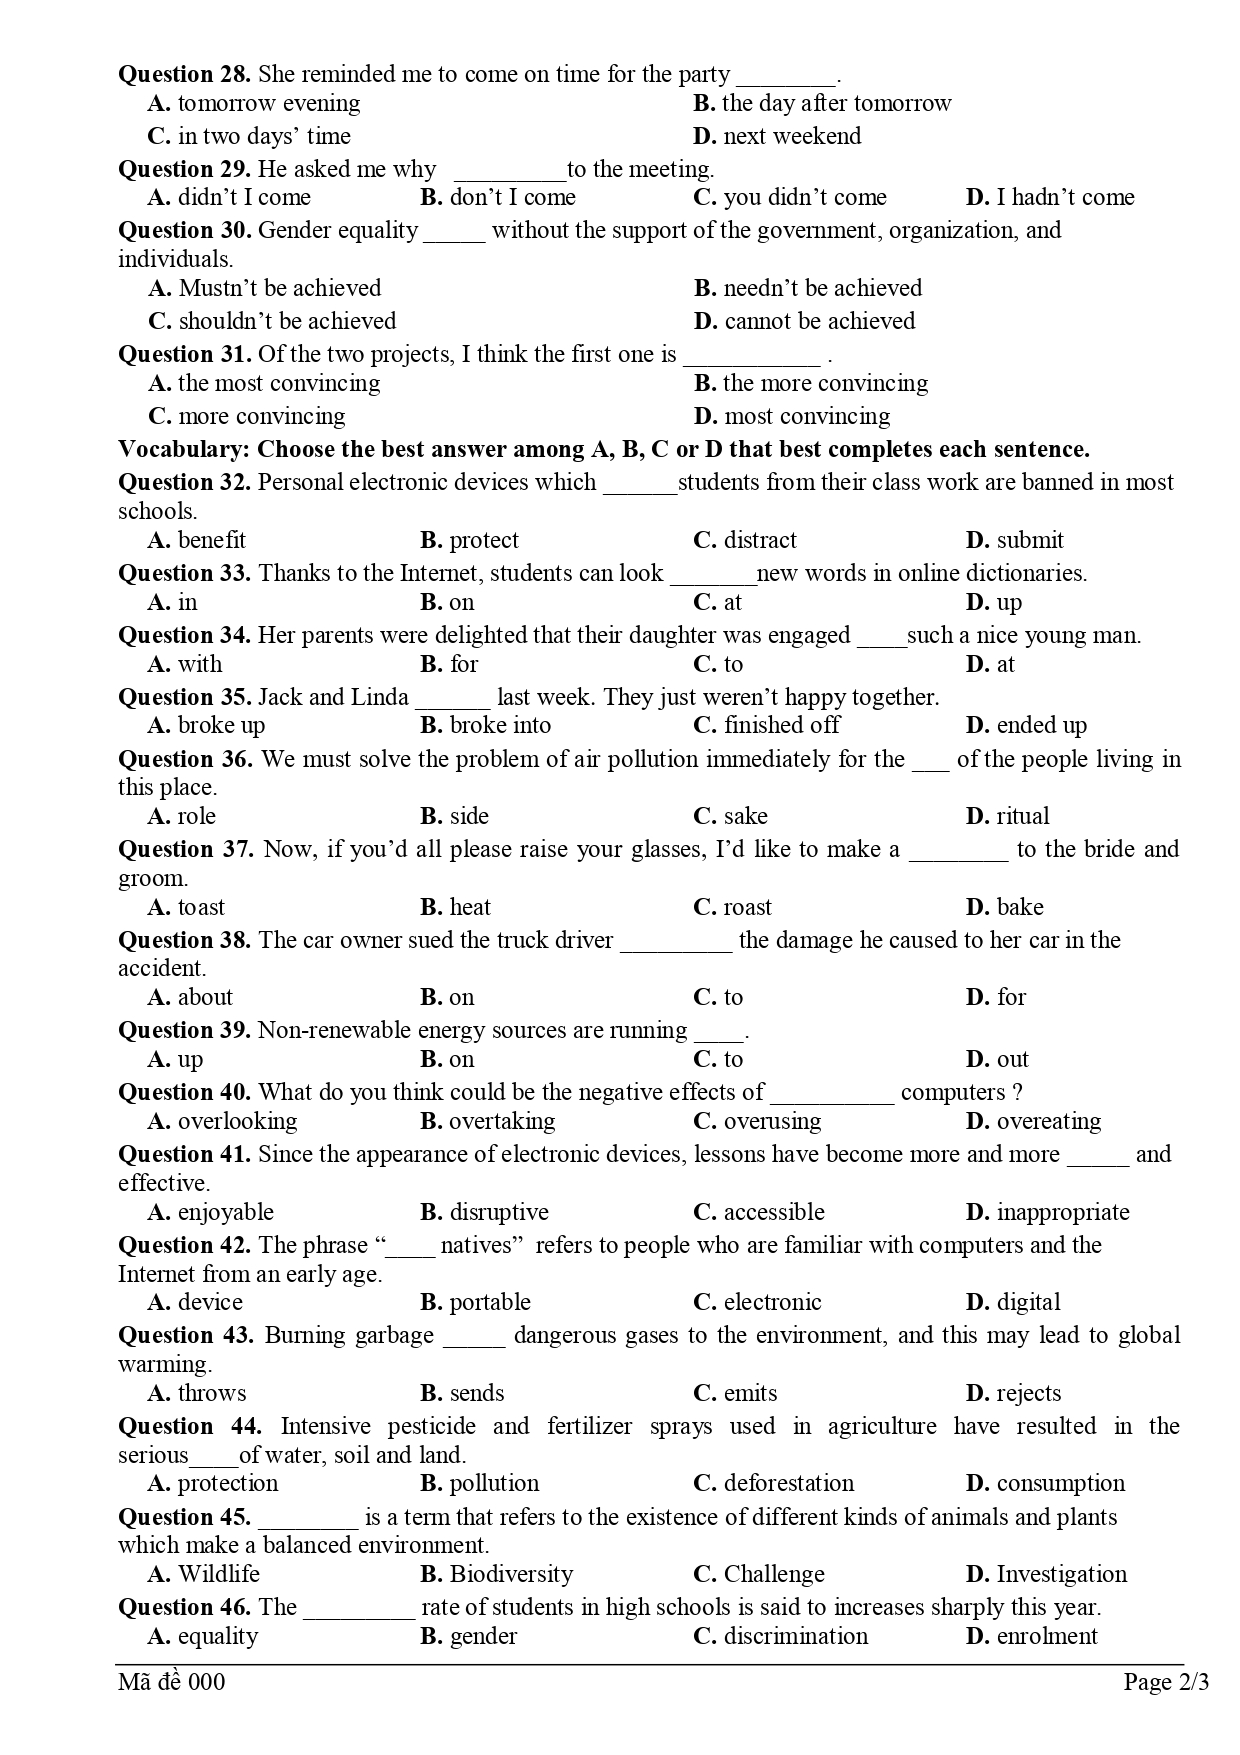 Question 28. She reminded me to come on time for the party ________.
A. tomorrow evening B. the day after tomorrow
C. in two days’ time D. next weekend
Question 29. He asked me why _________to the meeting.
A. didn’t I come B. don’t I come C. you didn’t come D. I hadn’t come
Question 30. Gender equality _____ without the support of the government, organization, and
individuals.
A. Mustn’t be achieved B. needn’t be achieved
C. shouldn’t be achieved D. cannot be achieved
Question 31. Of the two projects, I think the first one is ___________ .
A. the most convincing B. the more convincing
C. more convincing D. most convincing
Vocabulary: Choose the best answer among A, B, C or D that best completes each sentence.
Question 32. Personal electronic devices which ______students from their class work are banned in most
schools.
A. benefit B. protect C. distract D. submit
Question 33. Thanks to the Internet, students can look _______new words in online dictionaries.
A. in B. on C. at D. up
Question 34. Her parents were delighted that their daughter was engaged ____such a nice young man.
A. with B. for C. to D. at
Question 35. Jack and Linda ______ last week. They just weren’t happy together.
A. broke up B. broke into C. finished off D. ended up
Question 36. We must solve the problem of air pollution immediately for the ___ of the people living in
this place.
A. role B. side C. sake D. ritual
Question 37. Now, if you’d all please raise your glasses, I’d like to make a ________ to the bride and
groom.
A. toast B. heat C. roast D. bake
Question 38. The car owner sued the truck driver _________ the damage he caused to her car in the
accident.
A. about B. on C. to D. for
Question 39. Non-renewable energy sources are running ____.
A. up B. on C. to D. out
Question 40. What do you think could be the negative effects of __________ computers ?
A. overlooking B. overtaking C. overusing D. overeating
Question 41. Since the appearance of electronic devices, lessons have become more and more _____ and
effective.
A. enjoyable B. disruptive C. accessible D. inappropriate
Question 42. The phrase “____ natives” refers to people who are familiar with computers and the
Internet from an early age.
A. device B. portable C. electronic D. digital
Question 43. Burning garbage _____ dangerous gases to the environment, and this may lead to global
warming.
A. throws B. sends C. emits D. rejects
Question 44. Intensive pesticide and fertilizer sprays used in agriculture have resulted in the
serious____of water, soil and land.
A. protection B. pollution C. deforestation D. consumption
Question 45. ________ is a term that refers to the existence of different kinds of animals and plants
which make a balanced environment.
A. Wildlife B. Biodiversity C. Challenge D. Investigation
Question 46. The _________ rate of students in high schools is said to increases sharply this year.
A. equality B. gender C. discrimination D. enrolment
Mã đề 000 Page 2/3